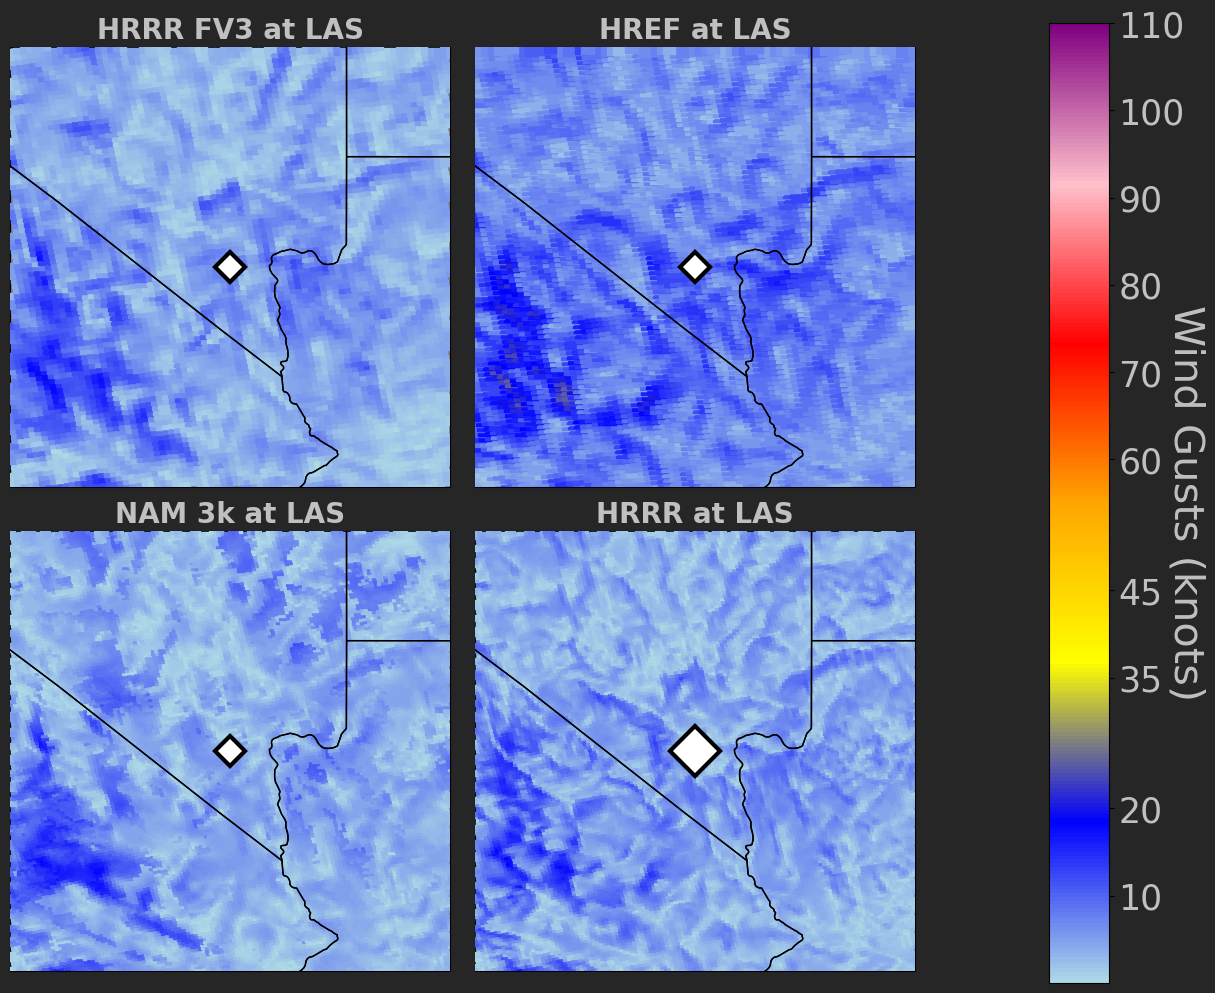 HRRR FV3 at LAS
HREF at LAS
NAM 3k at LAS
HRRR at LAS
110
100
90
80
70
60
45
35
20
10
Wind Gusts (knots)